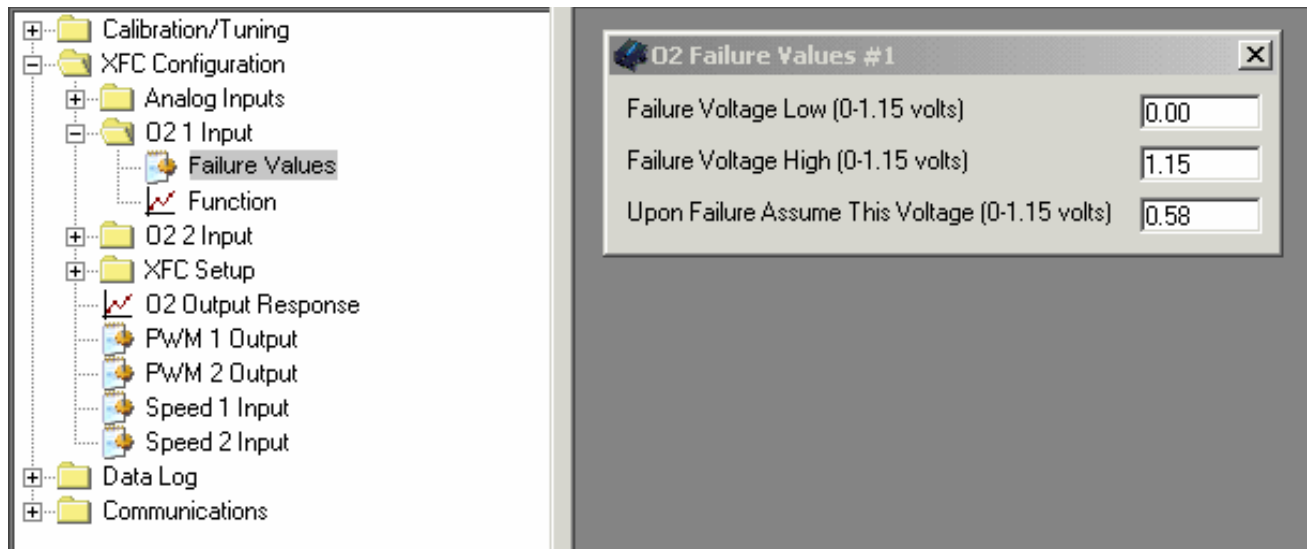 Calibration/Tuning
XFC Configuration
Analog Inputs
O2 1 Input
Failure Values
Function
O2 2 Input
XFC Setup
O2 Output Response
PWM 1 Output
PWM 2 Output
Speed 1 Input
Speed 2 Input
Data Log
Communications
O2 Failure Values #1
Failure Voltage Low (0-1.15 volts) 0.00
Failure Voltage High (0-1.15 volts) 1.15
Upon Failure Assume This Voltage (0-1.15 volts) 0.58